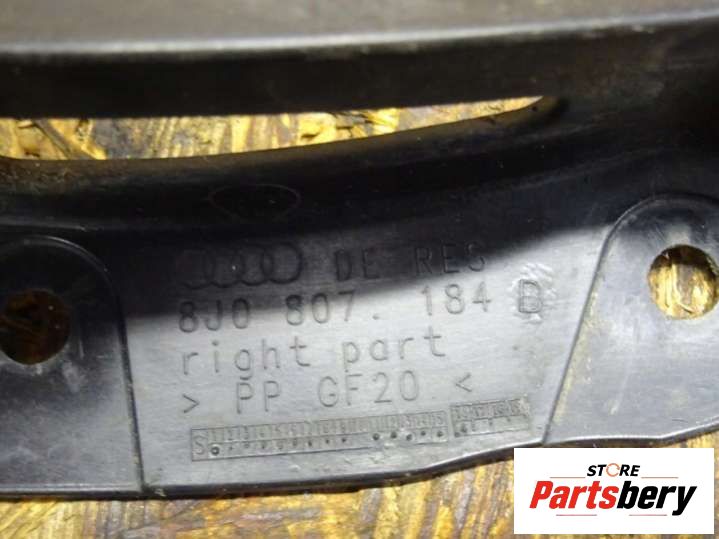 DE RES
8J0 807. 184 B
right part
> PP GF20 <
STORE
Partsbery